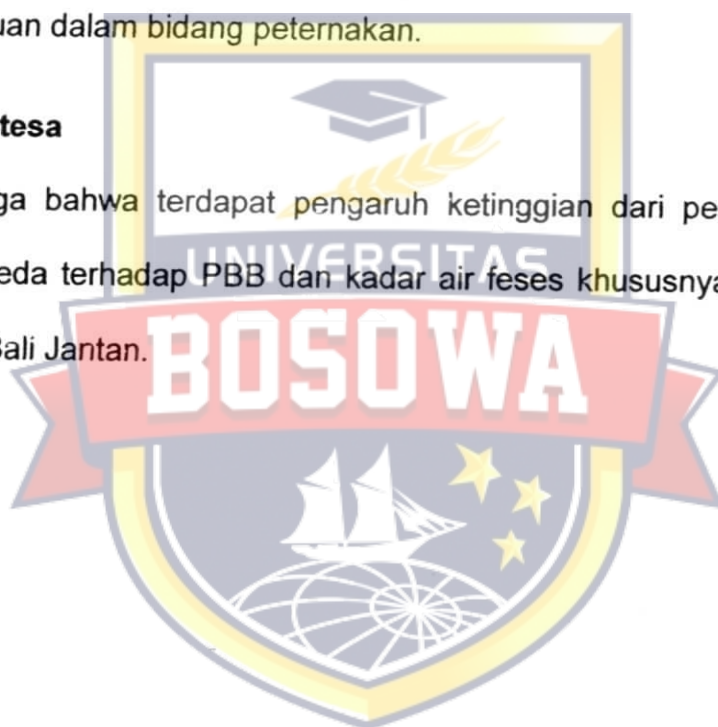 uan dalam bidang peternakan.
tesa
ga bahwa terdapat pengaruh ketinggian dari pe
eda terhadap PBB dan kadar air feses khususnya
Bali Jantan.
UNIVERSITAS
BOSOWA